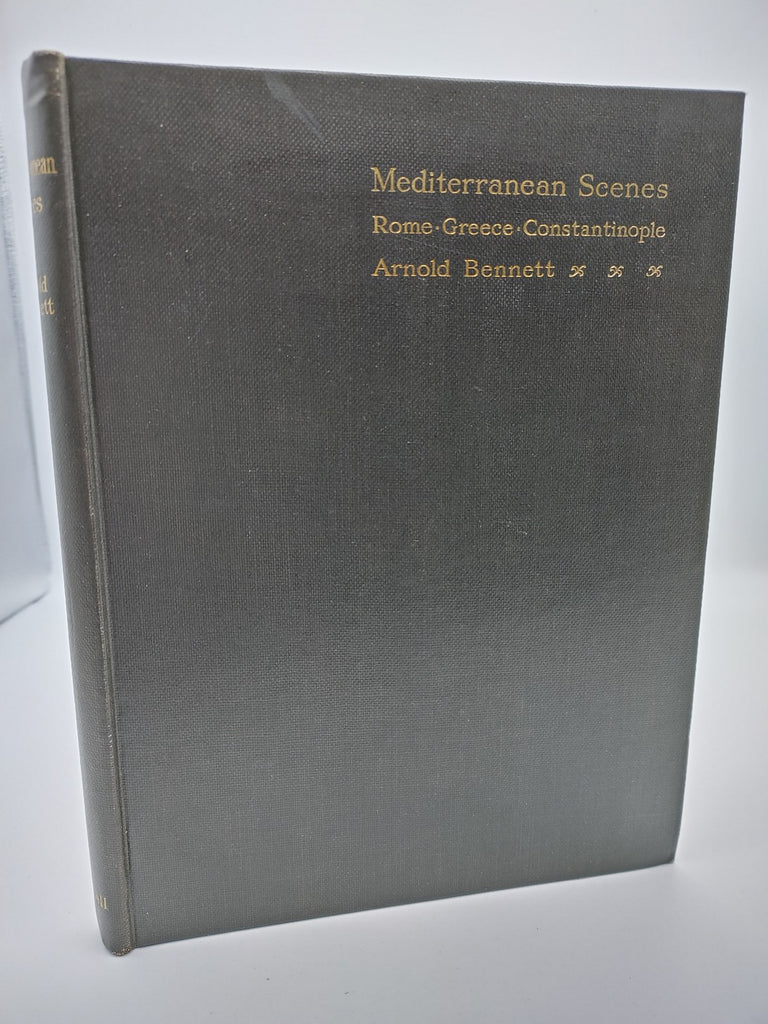 Mediterranean Scenes
Rome·Greece·Constantinople
Arnold Bennett